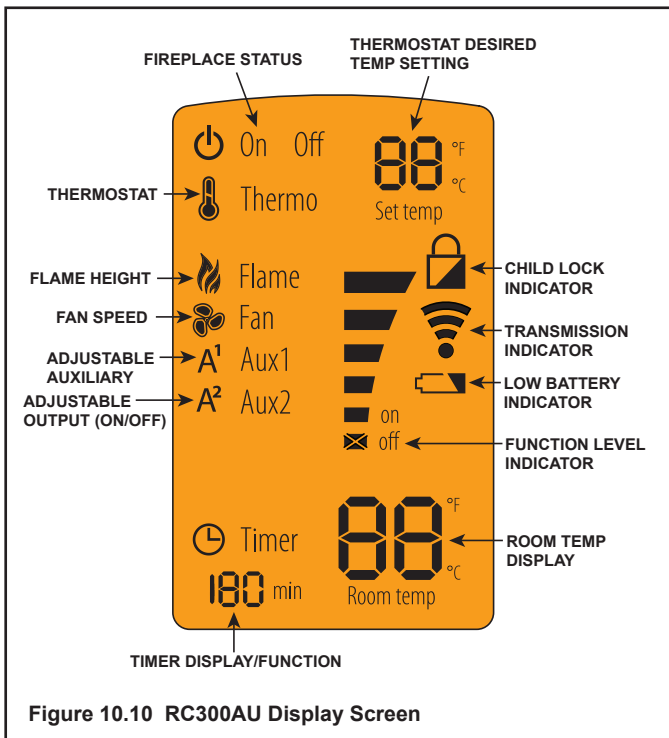 FIREPLACE STATUS
THERMOSTAT DESIRED
TEMP SETTING
On Off
88 °F
°C
Set temp
THERMOSTAT
Thermo
FLAME HEIGHT
Flame
CHILD LOCK
INDICATOR
FAN SPEED
Fan
TRANSMISSION
INDICATOR
ADJUSTABLE
AUXILIARY
A¹ Aux1
LOW BATTERY
INDICATOR
ADJUSTABLE
OUTPUT (ON/OFF)
A² Aux2
on
off
FUNCTION LEVEL
INDICATOR
Timer
180 min
88 °F
°C
Room temp
ROOM TEMP
DISPLAY
TIMER DISPLAY/FUNCTION
Figure 10.10 RC300AU Display Screen